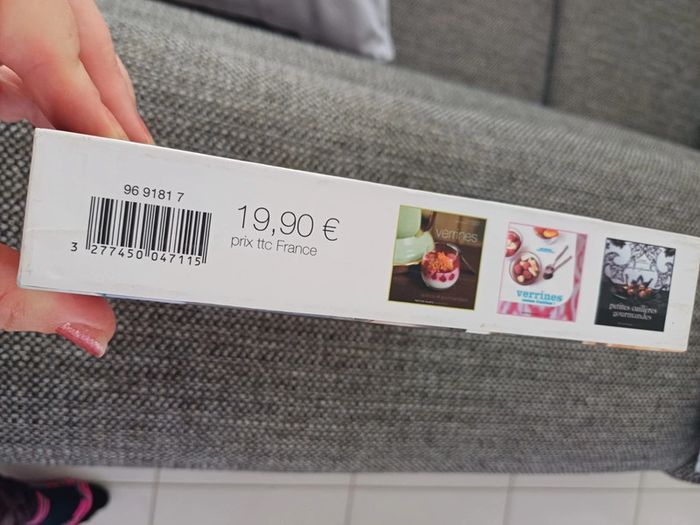 96 9181 7
3 277450 047115
19,90 €
prix ttc France
verrines
verrines
petites cuillères
gourmandes